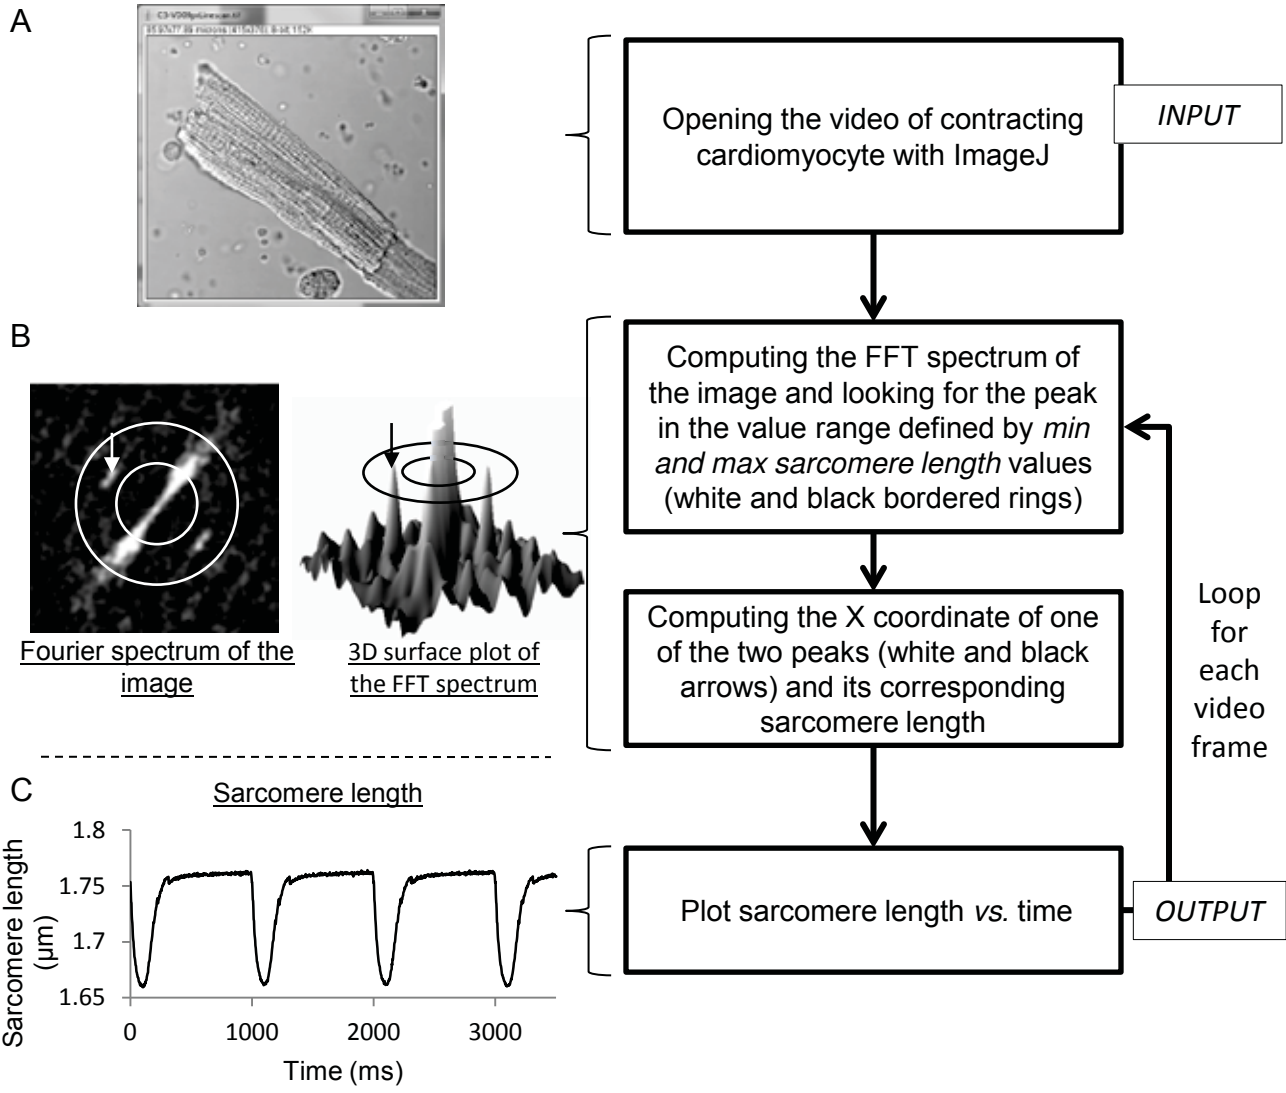 A
C3-V309pxLinescan.avi
Opening the video of contracting
cardiomyocyte with ImageJ
INPUT
B
Fourier spectrum of the
image
3D surface plot of
the FFT spectrum
Computing the FFT spectrum of
the image and looking for the peak
in the value range defined by min
and max sarcomere length values
(white and black bordered rings)
Computing the X coordinate of one
of the two peaks (white and black
arrows) and its corresponding
sarcomere length
Loop
for
each
video
frame
C
Sarcomere length
Sarcomere length
(µm)
1.8
1.75
1.7
1.65
0
1000
2000
3000
Time (ms)
Plot sarcomere length vs. time
OUTPUT